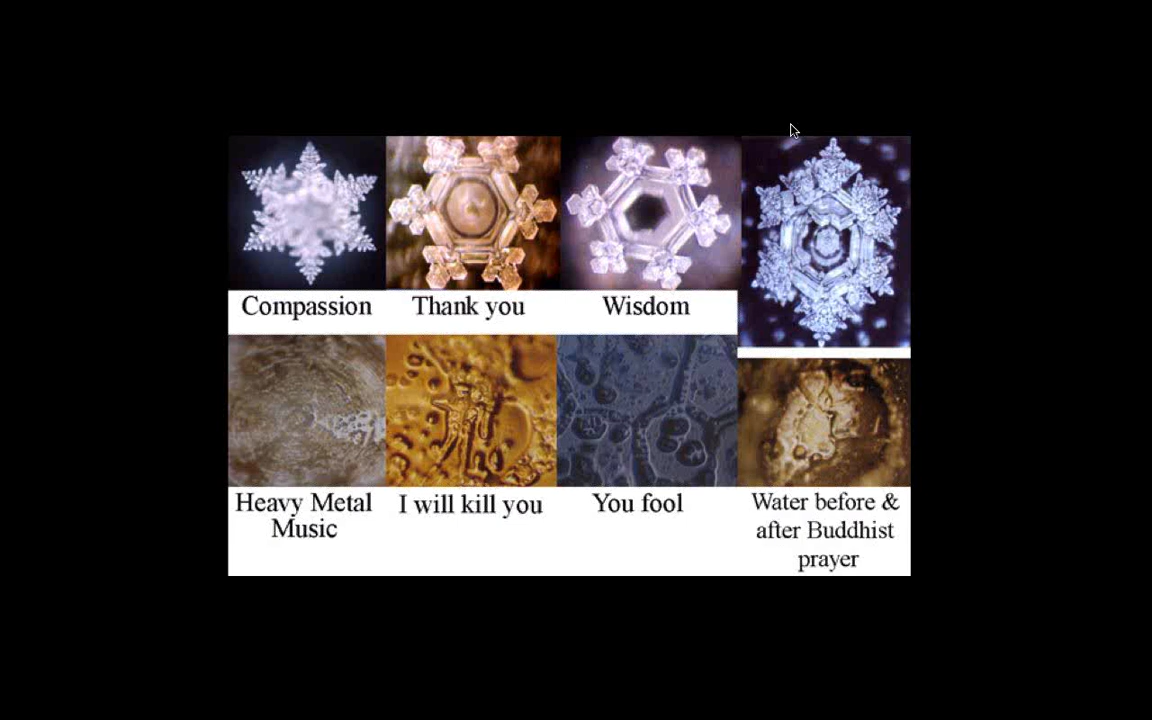 Compassion
Thank you
Wisdom
Heavy Metal
Music
I will kill you
You fool
Water before &
after Buddhist
prayer